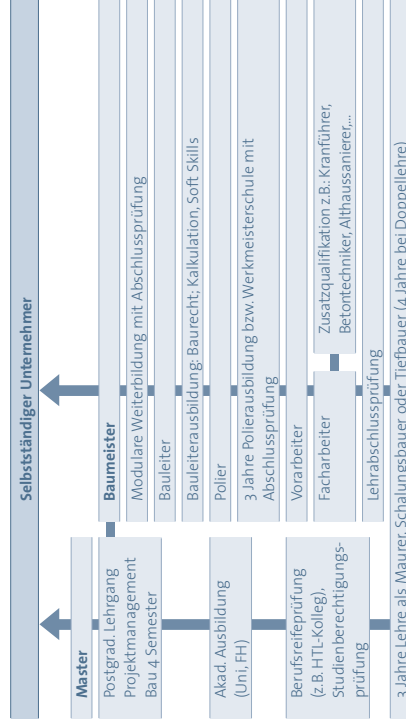 Selbstständiger Unternehmer
Master
Postgrad. Lehrgang
Projektmanagement
Bau 4 Semester
Akad. Ausbildung
(Uni, FH)
Berufsreifeprüfung
(z.B. HTL-Kolleg),
Studienberechtigungs-
prüfung
Baumeister
Modulare Weiterbildung mit Abschlussprüfung
Bauleiter
Bauleiterausbildung: Baurecht; Kalkulation, Soft Skills
Polier
3 Jahre Polierausbildung bzw. Werkmeisterschule mit
Abschlussprüfung
Vorarbeiter
Facharbeiter
Zusatzqualifikation z.B.: Kranführer,
Betontechniker, Althaussanierer,...
Lehrabschlussprüfung
3 Jahre Lehre als Maurer, Schalungsbauer oder Tiefbauer (4 Jahre bei Doppellehre)